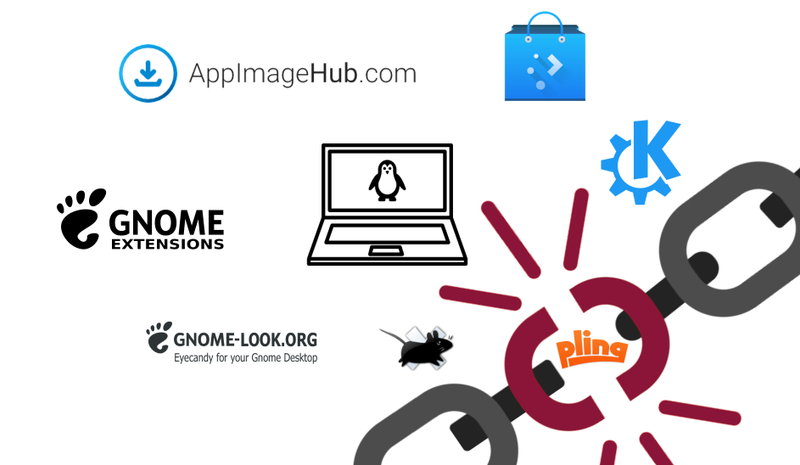 AppImageHub.com
K
GNOME
EXTENSIONS
GNOME-LOOK.ORG
Eyecandy for your Gnome Desktop
pling